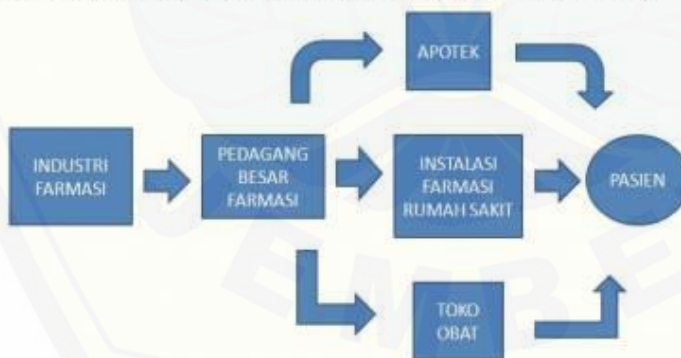 APOTEK
INDUSTRI
FARMASI
PEDAGANG
BESAR
FARMASI
INSTALASI
FARMASI
RUMAH SAKIT
PASIEN
TOKO
OBAT